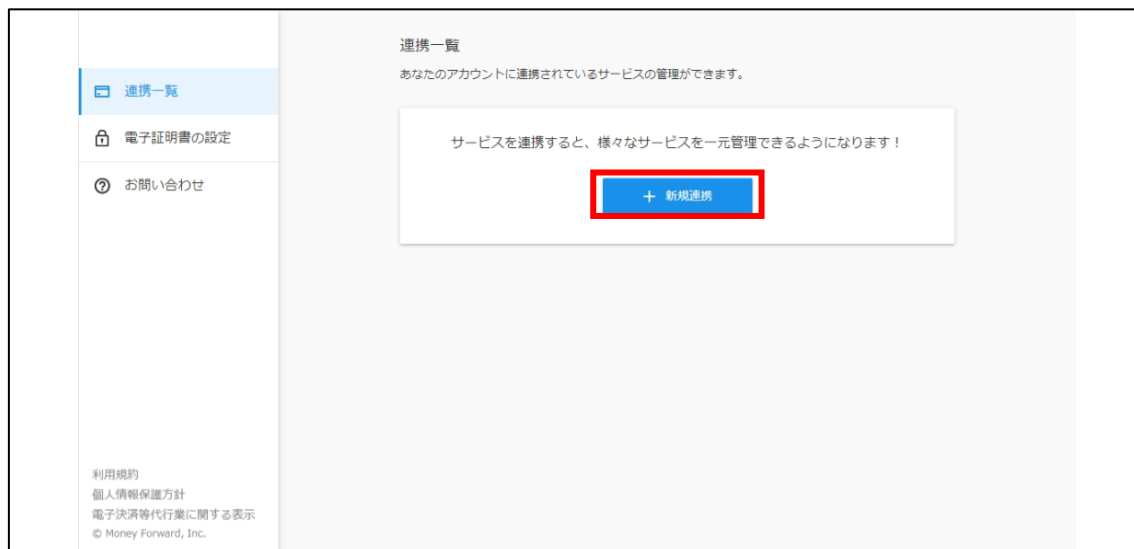 連携一覧
電子証明書の設定
お問い合わせ
利用規約
個人情報保護方針
電子決済等代行業に関する表示
© Money Forward, Inc.
連携一覧
あなたのアカウントに連携されているサービスの管理ができます。
サービスを連携すると、様々なサービスを一元管理できるようになります！
＋ 新規連携